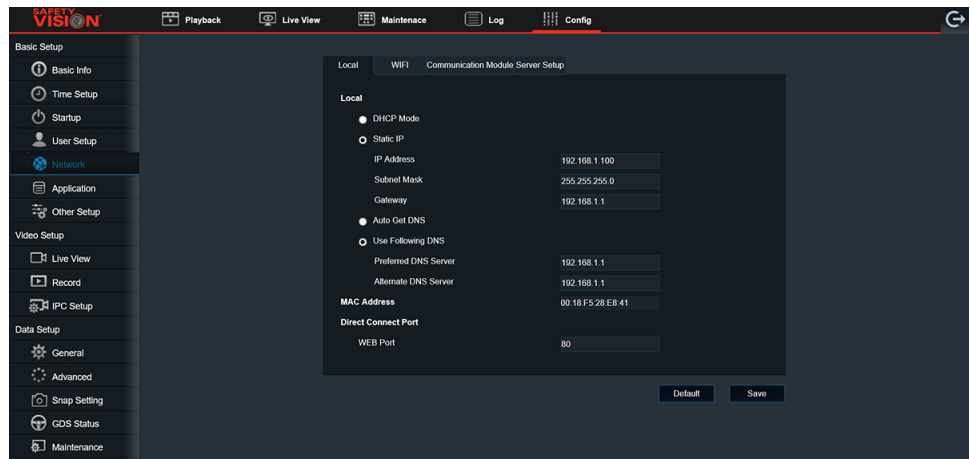 SAFETY
VISION
Playback
Live View
Maintenace
Log
Config
Basic Setup
Basic Info
Time Setup
Startup
User Setup
Network
Application
Other Setup
Video Setup
Live View
Record
IPC Setup
Data Setup
General
Advanced
Snap Setting
GDS Status
Maintenance
Local WIFI Communication Module Server Setup
Local
DHCP Mode
Static IP
IP Address 192.168.1.100
Subnet Mask 255.255.255.0
Gateway 192.168.1.1
Auto Get DNS
Use Following DNS
Preferred DNS Server 192.168.1.1
Alternate DNS Server 192.168.1.1
MAC Address 00:18:F5:28:E8:41
Direct Connect Port
WEB Port 80
Default Save